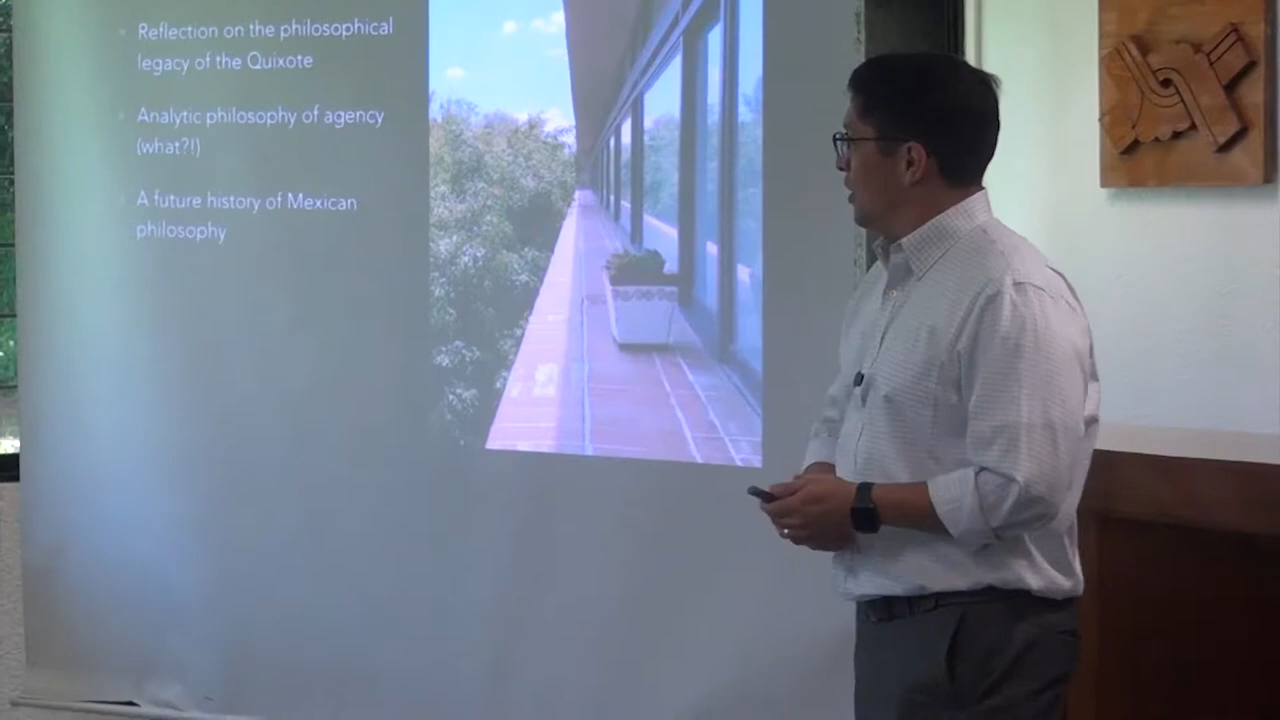 Reflection on the philosophical
legacy of the Quixote
Analytic philosophy of agency
(what?!)
A future history of Mexican
philosophy